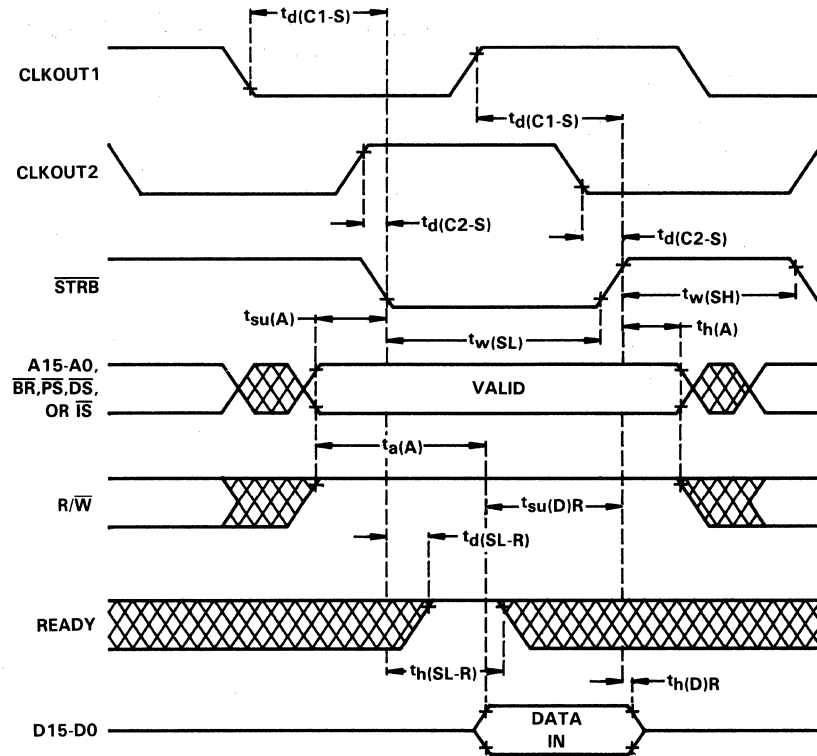 td(C1-S)
CLKOUT1
td(C1-S)
CLKOUT2
td(C2-S)
td(C2-S)
STRB
tw(SH)
tsu(A)
tw(SL)
th(A)
A15-A0,
BR,PS,DS,
OR IS
VALID
ta(A)
R/W
tsu(D)R
td(SL-R)
READY
th(SL-R)
th(D)R
D15-D0
DATA
IN